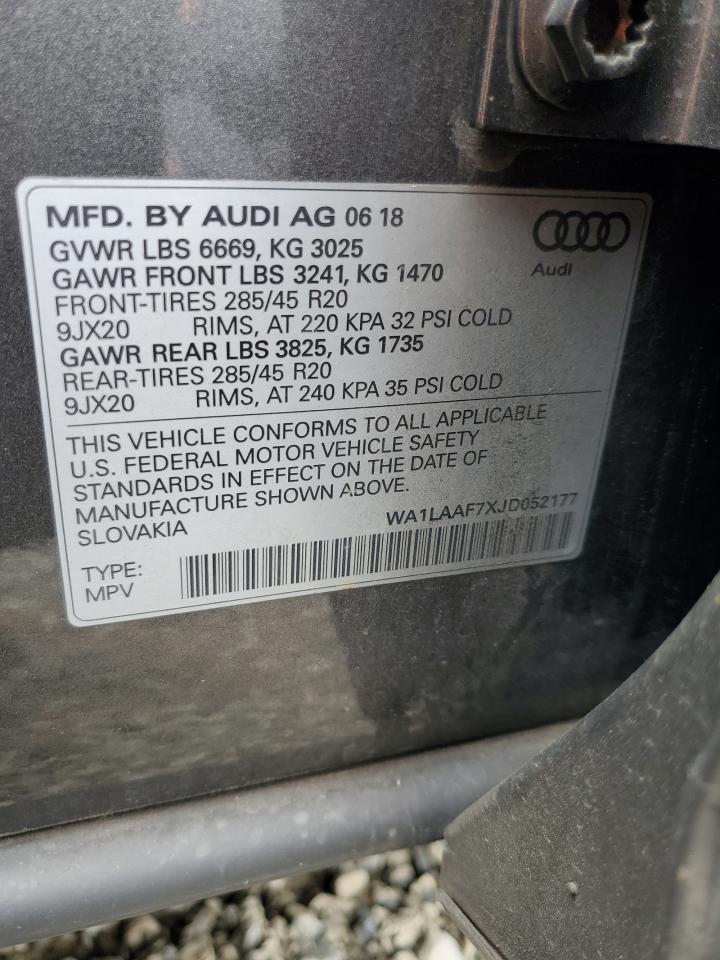 MFD. BY AUDI AG 06 18
Audi
GVWR LBS 6669, KG 3025
GAWR FRONT LBS 3241, KG 1470
FRONT-TIRES 285/45 R20
9JX20 RIMS, AT 220 KPA 32 PSI COLD
GAWR REAR LBS 3825, KG 1735
REAR-TIRES 285/45 R20
9JX20 RIMS, AT 240 KPA 35 PSI COLD
THIS VEHICLE CONFORMS TO ALL APPLICABLE
U.S. FEDERAL MOTOR VEHICLE SAFETY
STANDARDS IN EFFECT ON THE DATE OF
MANUFACTURE SHOWN ABOVE.
SLOVAKIA
WA1LAAF7XJD052177
TYPE:
MPV